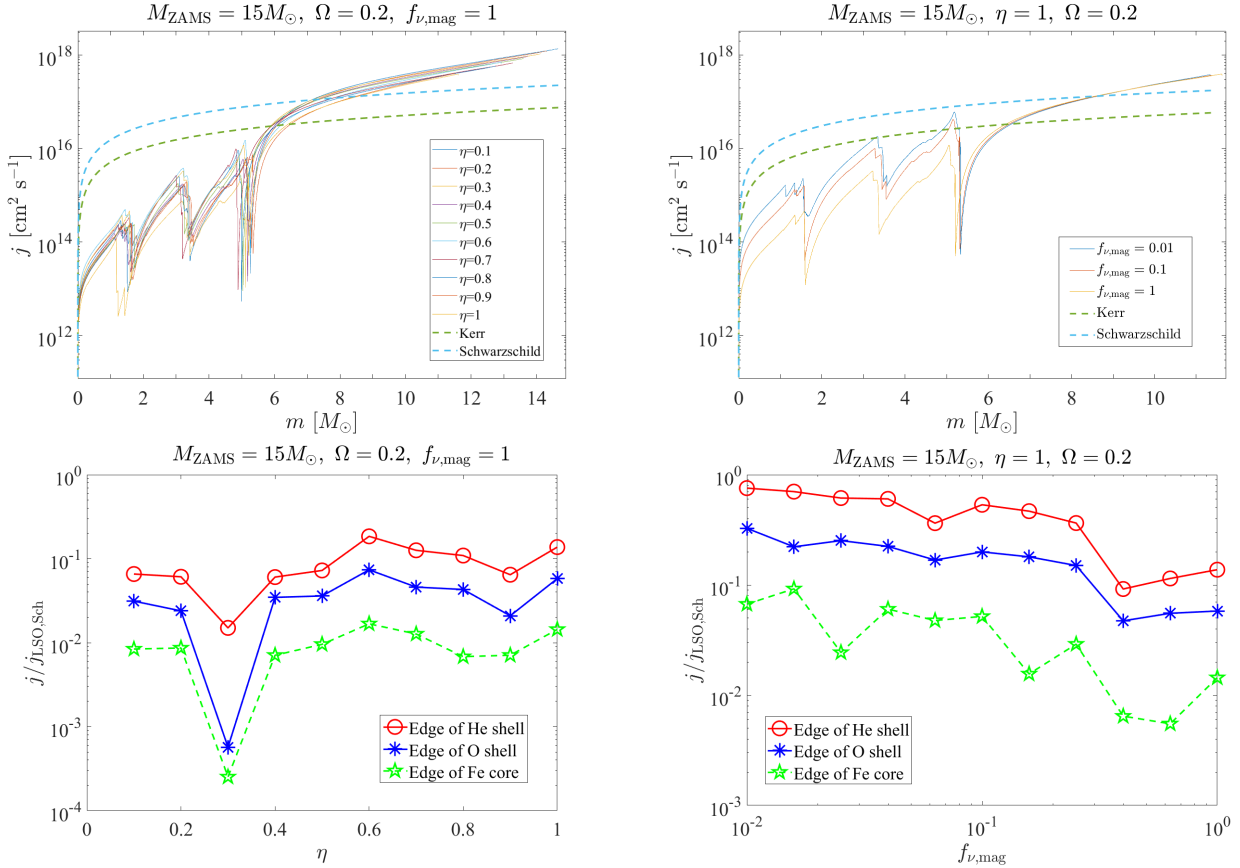 M_ZAMS = 15M_⊙, Ω = 0.2, f_ν,mag = 1
10^18
10^16
10^14
10^12
j [cm^2 s^−1]
η=0.1
η=0.2
η=0.3
η=0.4
η=0.5
η=0.6
η=0.7
η=0.8
η=0.9
η=1
Kerr
Schwarzschild
0 2 4 6 8 10 12 14
m [M_⊙]
M_ZAMS = 15M_⊙, η = 1, Ω = 0.2
10^18
10^16
10^14
10^12
j [cm^2 s^−1]
f_ν,mag = 0.01
f_ν,mag = 0.1
f_ν,mag = 1
Kerr
Schwarzschild
0 2 4 6 8 10
m [M_⊙]
M_ZAMS = 15M_⊙, Ω = 0.2, f_ν,mag = 1
10^0
10^-1
10^-2
10^-3
10^-4
j/j_LSO,Sch
Edge of He shell
Edge of O shell
Edge of Fe core
0 0.2 0.4 0.6 0.8 1
η
M_ZAMS = 15M_⊙, η = 1, Ω = 0.2
10^0
10^-1
10^-2
10^-3
j/j_LSO,Sch
Edge of He shell
Edge of O shell
Edge of Fe core
10^-2 10^-1 10^0
f_ν,mag